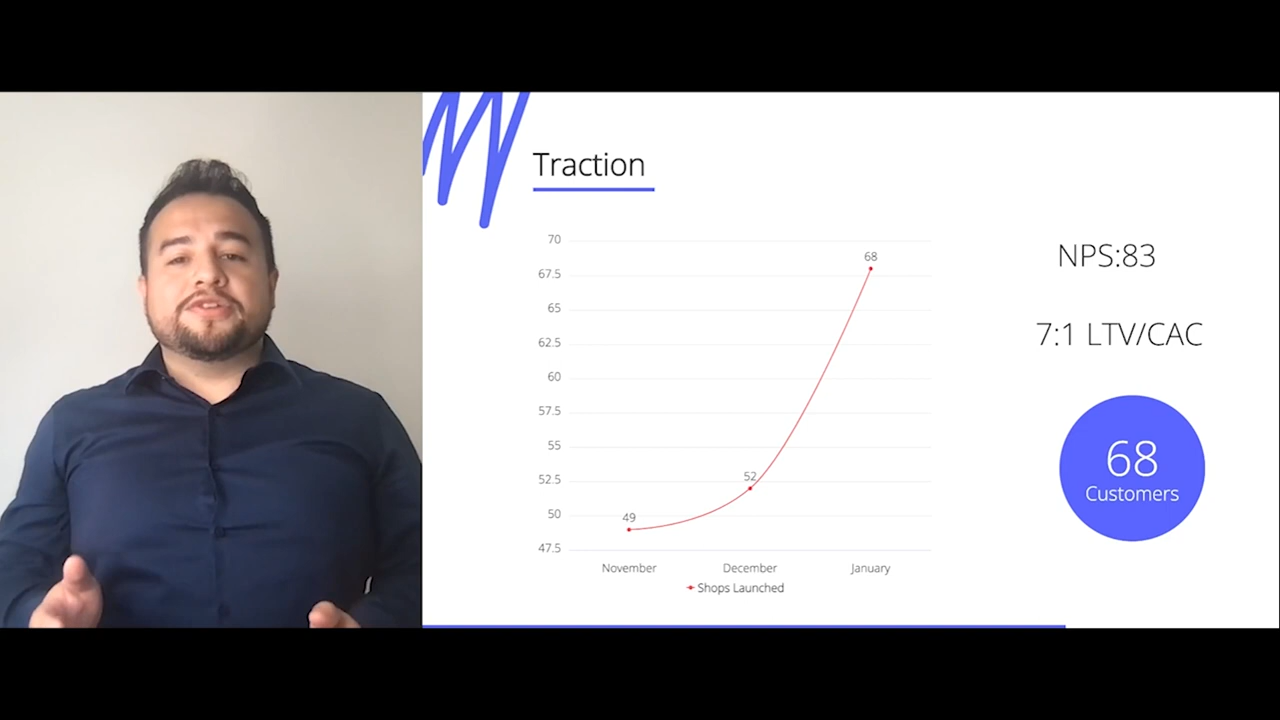 Traction
70
67.5
65
62.5
60
57.5
55
52.5
50
47.5
49
52
68
November December January
Shops Launched
NPS:83
7:1 LTV/CAC
68
Customers